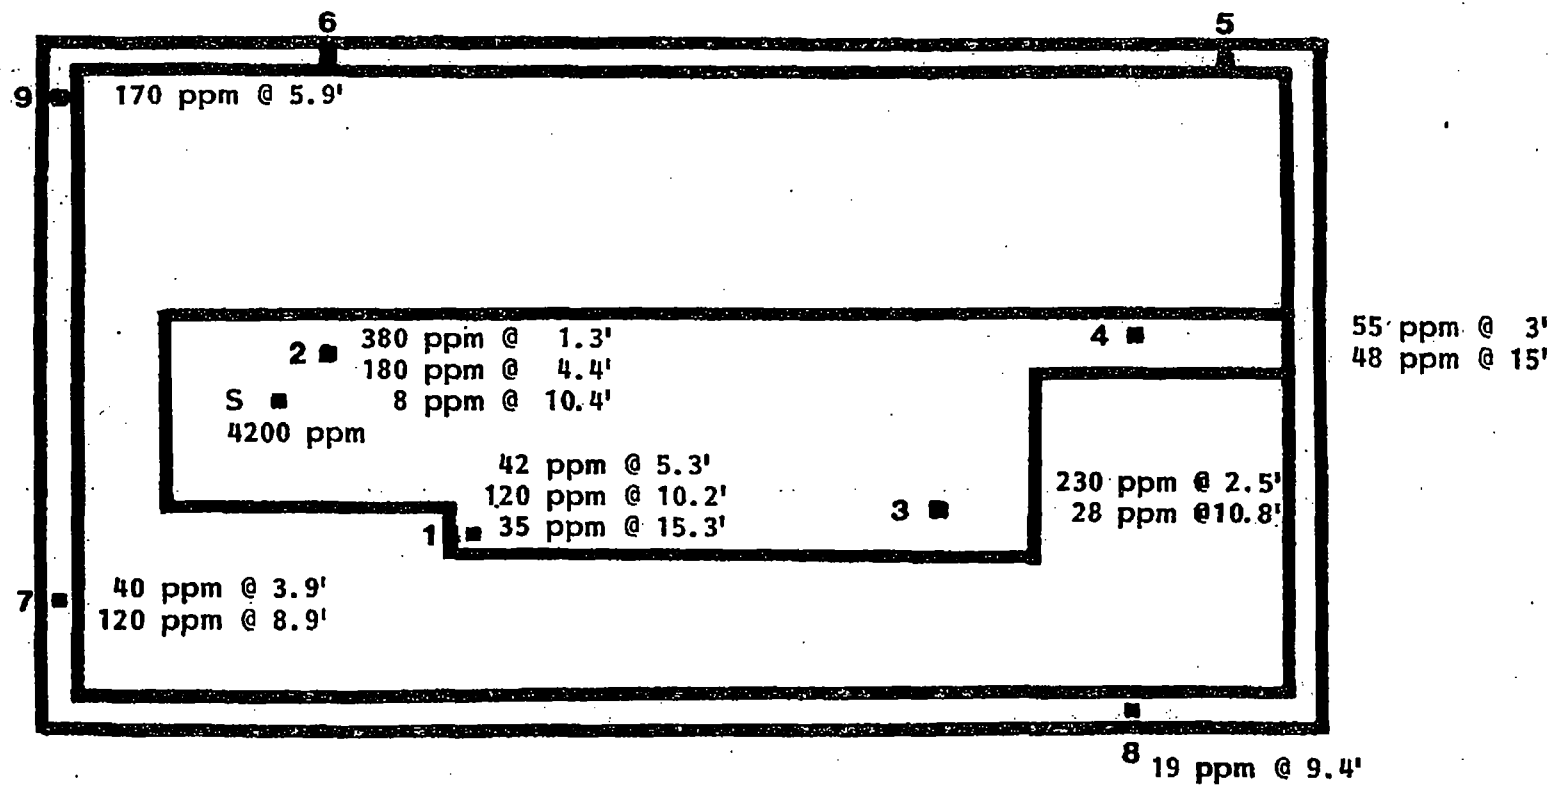 6
5
9
170 ppm @ 5.9'
55 ppm @ 3'
48 ppm @ 15'
2
380 ppm @ 1.3'
180 ppm @ 4.4'
8 ppm @ 10.4'
4
S
4200 ppm
42 ppm @ 5.3'
120 ppm @ 10.2'
35 ppm @ 15.3'
1
3
230 ppm @ 2.5'
28 ppm @10.8'
7
40 ppm @ 3.9'
120 ppm @ 8.9'
8
19 ppm @ 9.4'